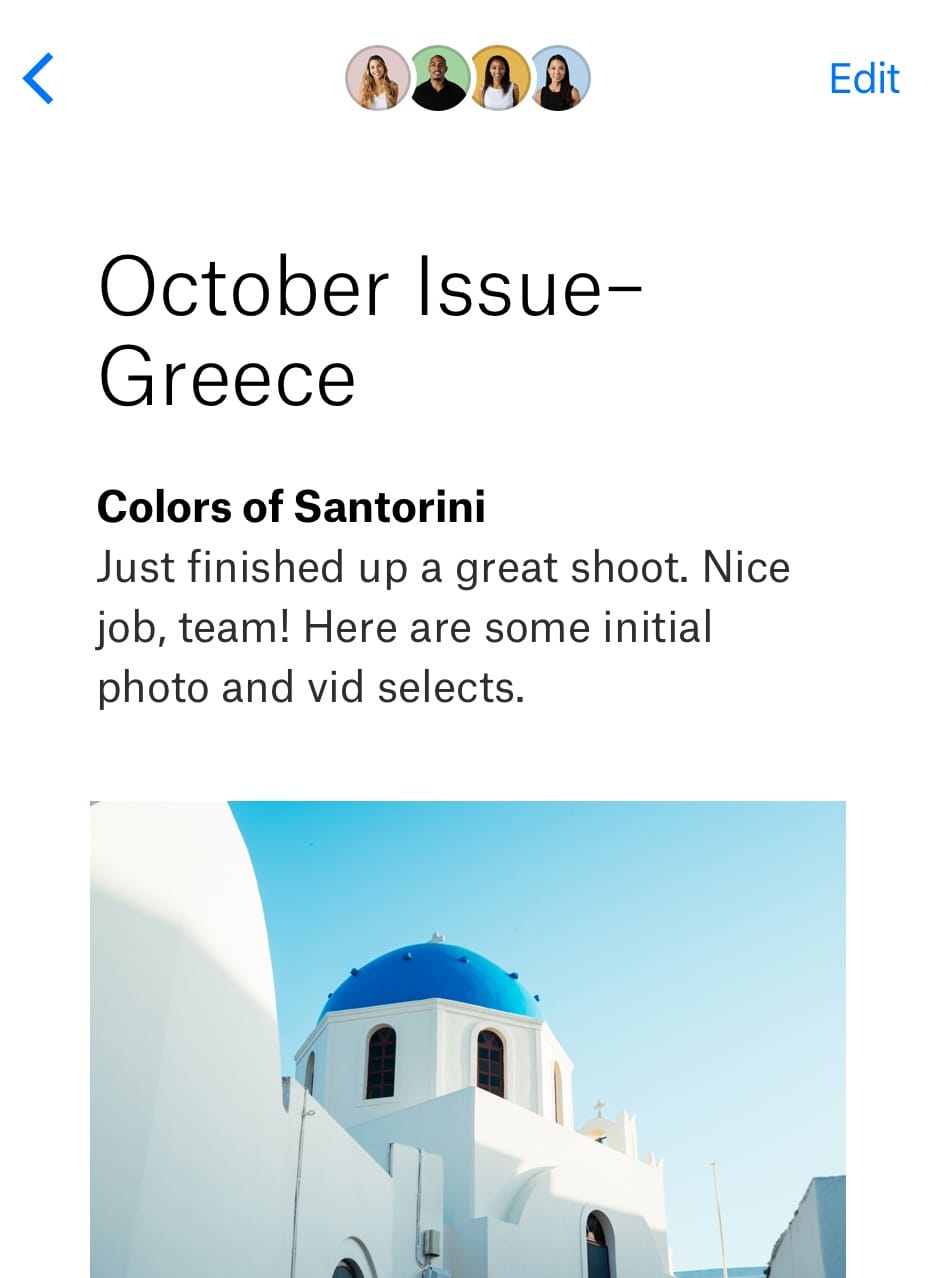 Edit
October Issue–
Greece
Colors of Santorini
Just finished up a great shoot. Nice
job, team! Here are some initial
photo and vid selects.